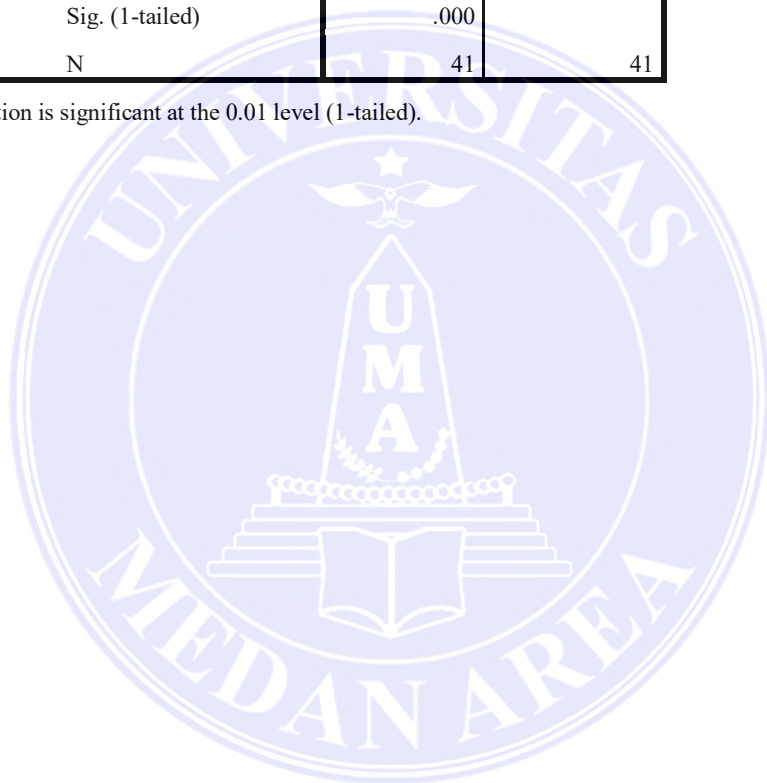 Sig. (1-tailed) .000
N 41 41
tion is significant at the 0.01 level (1-tailed).
UNIVERSITAS
U
M
A
MEDAN AREA